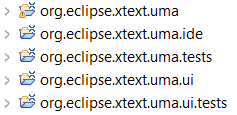 org.eclipse.xtext.uma
org.eclipse.xtext.uma.ide
org.eclipse.xtext.uma.tests
org.eclipse.xtext.uma.ui
org.eclipse.xtext.uma.ui.tests